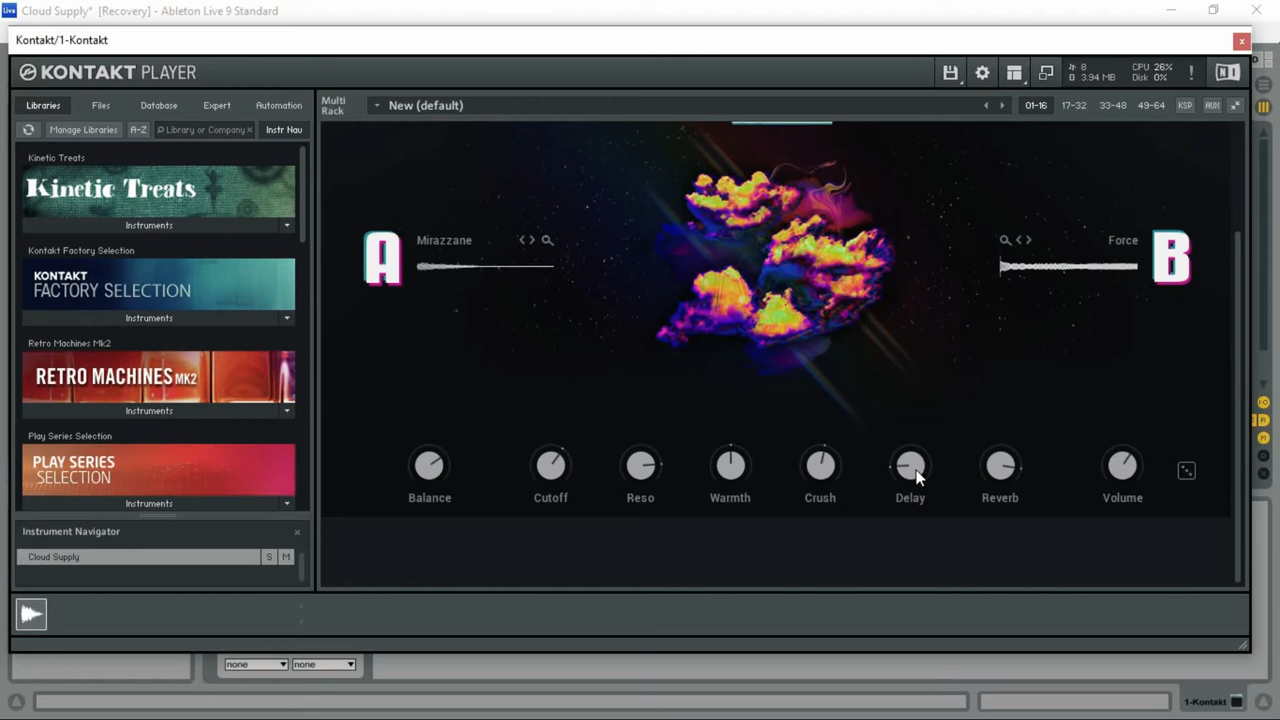 Live Cloud Supply* [Recovery] - Ableton Live 9 Standard
Kontakt/1-Kontakt
x
KONTAKT PLAYER
8
3.94 MB
CPU 26%
Disk 0%
!
Libraries Files Database Expert Automation
Multi
Rack
New (default)
01-16 17-32 33-48 49-64 KSP AUX
Manage Libraries A-Z Library or Company × Instr Nav
Kinetic Treats
Kinetic Treats
Instruments
Kontakt Factory Selection
KONTAKT
FACTORY SELECTION
Instruments
Retro Machines Mk2
RETRO MACHINES MK2
Instruments
Play Series Selection
PLAY SERIES
SELECTION
Instruments
A
Mirazzane
Force
B
Balance Cutoff Reso Warmth Crush Delay Reverb Volume
Instrument Navigator ×
Cloud Supply S M
none none
1-Kontakt